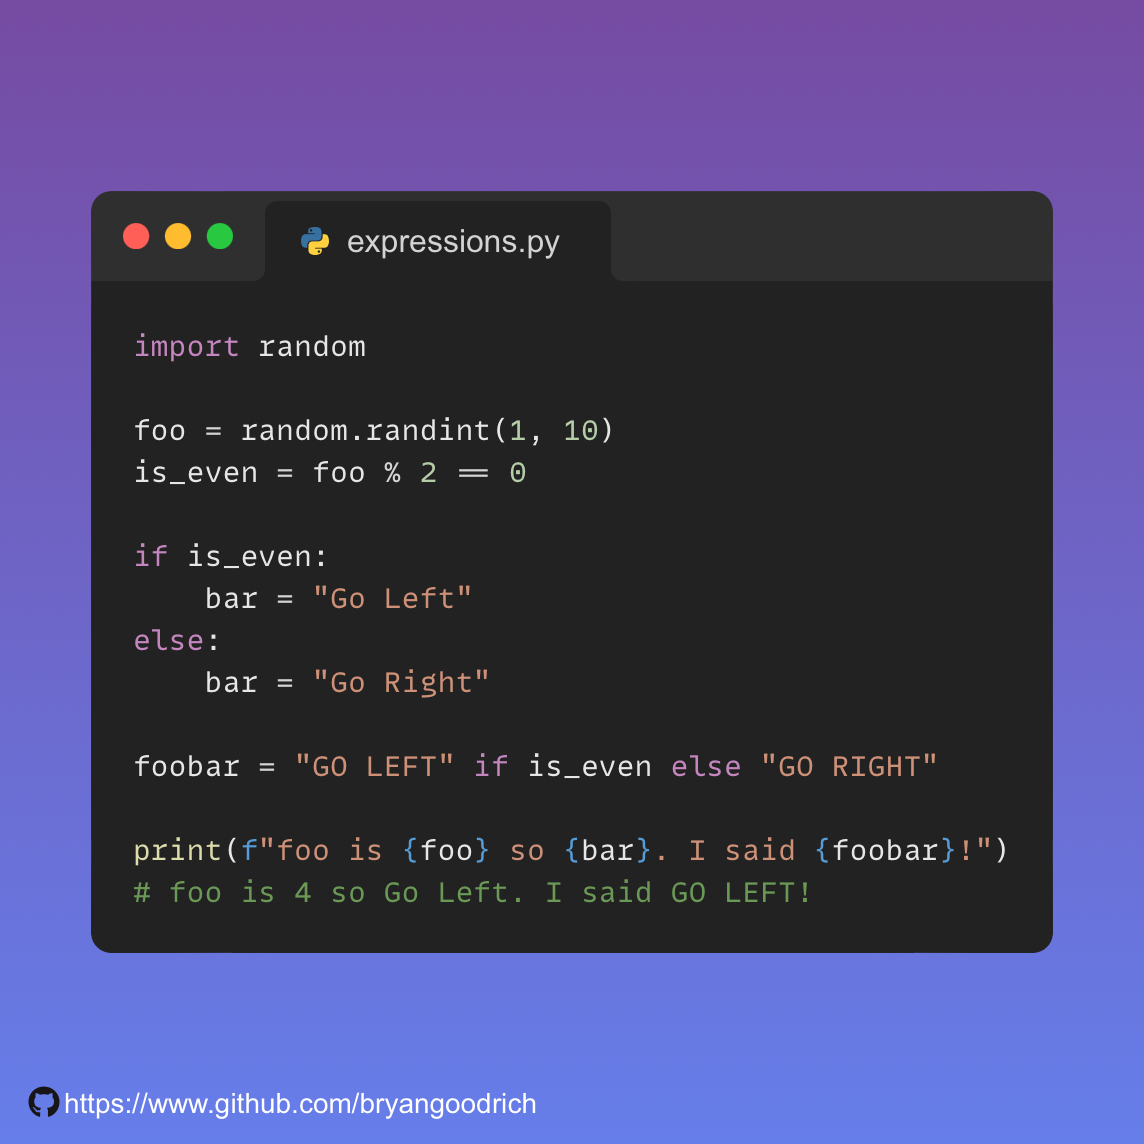 expressions.py
import random
foo = random.randint(1, 10)
is_even = foo % 2 == 0
if is_even:
    bar = "Go Left"
else:
    bar = "Go Right"
foobar = "GO LEFT" if is_even else "GO RIGHT"
print(f"foo is {foo} so {bar}. I said {foobar}!")
# foo is 4 so Go Left. I said GO LEFT!
https://www.github.com/bryangoodrich